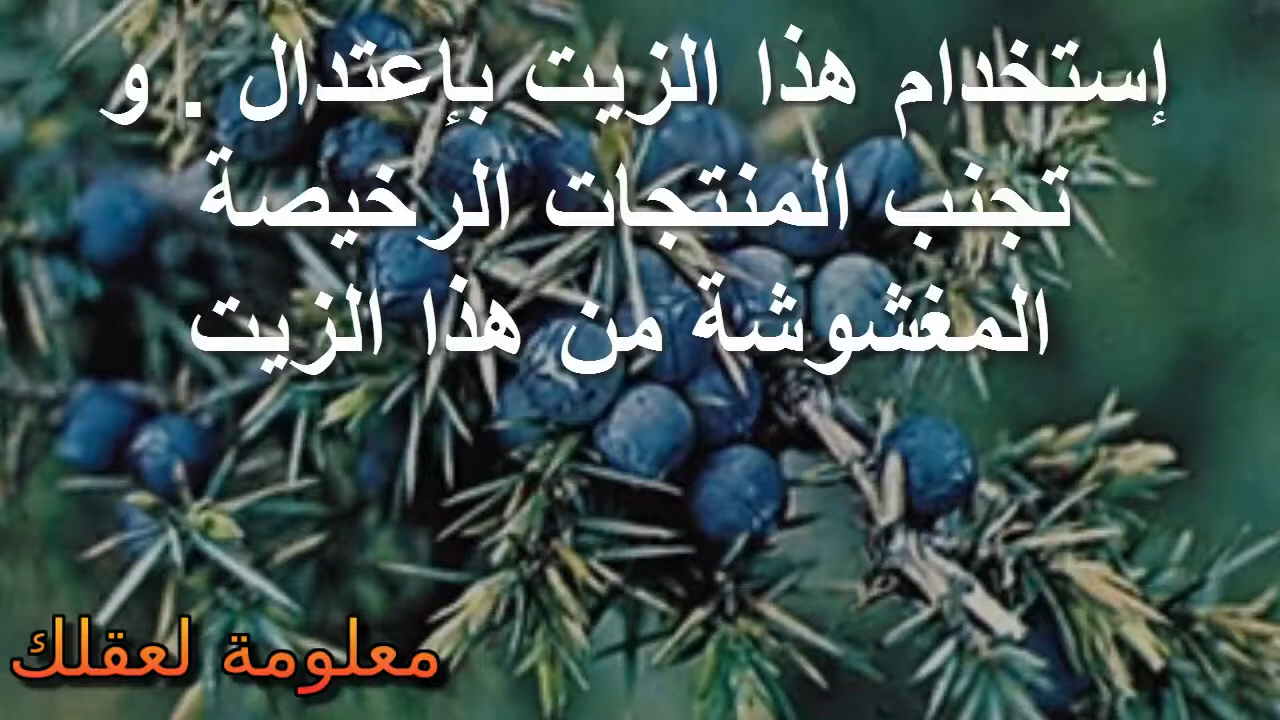 إستخدام هذا الزيت بإعتدال . و
تجنب المنتجات الرخيصة
المغشوشة من هذا الزيت
معلومة لعقلك